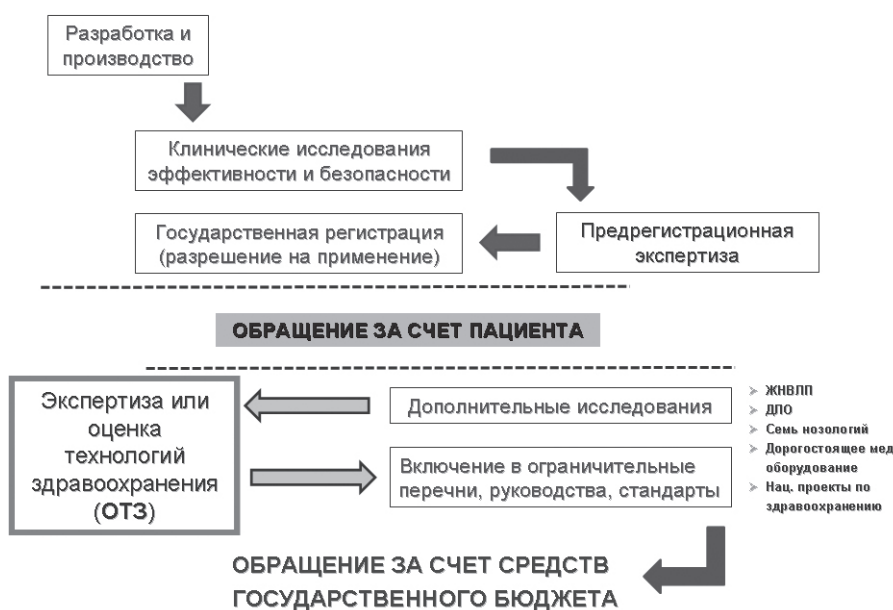 Разработка и
производство
Клинические исследования
эффективности и безопасности
Государственная регистрация
(разрешение на применение)
Предрегистрационная
экспертиза
ОБРАЩЕНИЕ ЗА СЧЕТ ПАЦИЕНТА
Экспертиза или
оценка
технологий
здравоохранения
(ОТЗ)
Дополнительные исследования
Включение в ограничительные
перечни, руководства, стандарты
ЖНВЛП
ДПО
Семь нозологий
Дорогостоящее мед
оборудование
Нац. проекты по
здравоохранению
ОБРАЩЕНИЕ ЗА СЧЕТ СРЕДСТВ
ГОСУДАРСТВЕННОГО БЮДЖЕТА